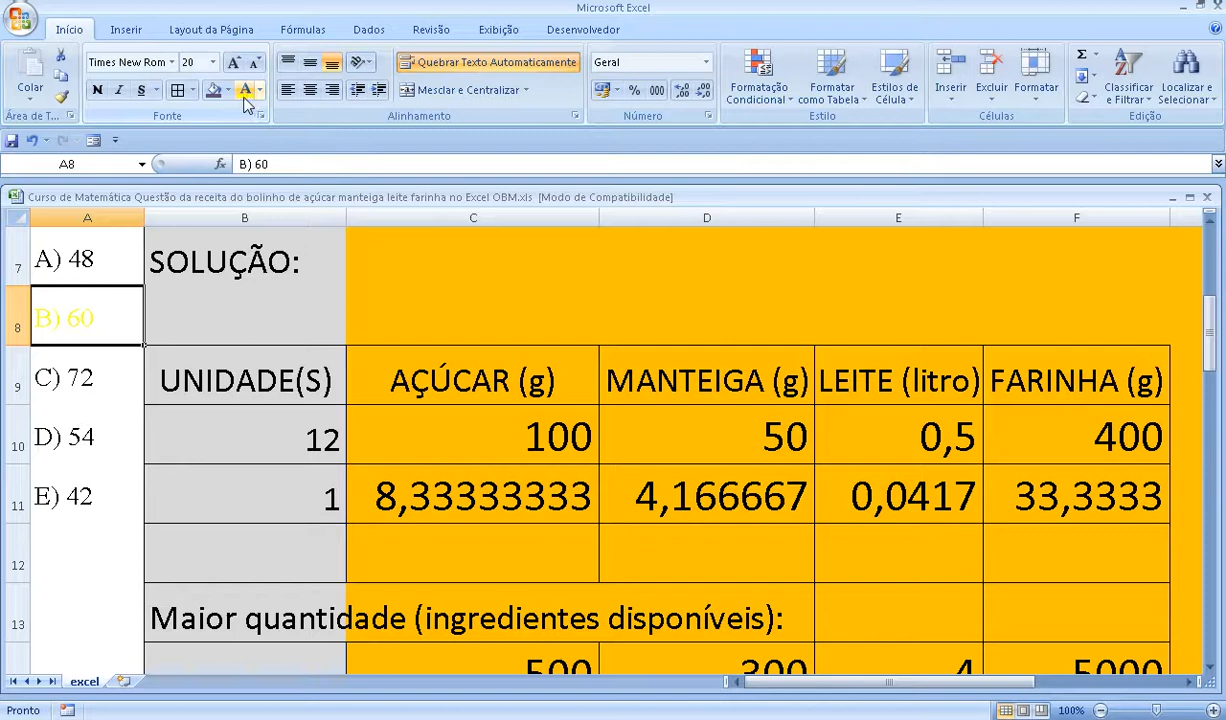 Microsoft Excel
Início Inserir Layout da Página Fórmulas Dados Revisão Exibição Desenvolvedor
Colar
Área de T...
Times New Rom 20
N I S
A
Fonte
Quebrar Texto Automaticamente
Mesclar e Centralizar
Alinhamento
Geral
% 000
Número
Formatação Condicional
Formatar como Tabela
Estilos de Célula
Estilo
Inserir
Excluir
Formatar
Células
Classificar e Filtrar
Localizar e Selecionar
Edição
A8 fx B) 60
Curso de Matemática Questão da receita do bolinho de açúcar manteiga leite farinha no Excel OBM.xls [Modo de Compatibilidade]
A B C D E F
7 A) 48 SOLUÇÃO:
8 B) 60
9 C) 72 UNIDADE(S) AÇÚCAR (g) MANTEIGA (g) LEITE (litro) FARINHA (g)
10 D) 54 12 100 50 0,5 400
11 E) 42 1 8,33333333 4,166667 0,0417 33,3333
12
13 Maior quantidade (ingredientes disponíveis):
500 300 4 5000
excel
Pronto 100%